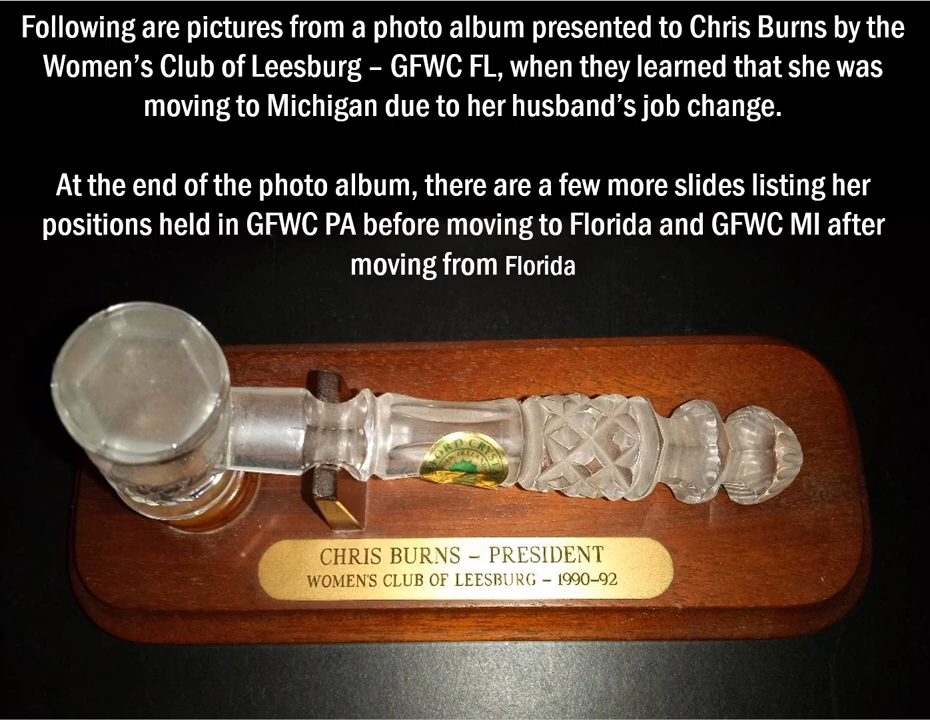 Following are pictures from a photo album presented to Chris Burns by the
Women's Club of Leesburg – GFWC FL, when they learned that she was
moving to Michigan due to her husband's job change.
At the end of the photo album, there are a few more slides listing her
positions held in GFWC PA before moving to Florida and GFWC MI after
moving from Florida
CHRIS BURNS – PRESIDENT
WOMEN'S CLUB OF LEESBURG – 1990–92